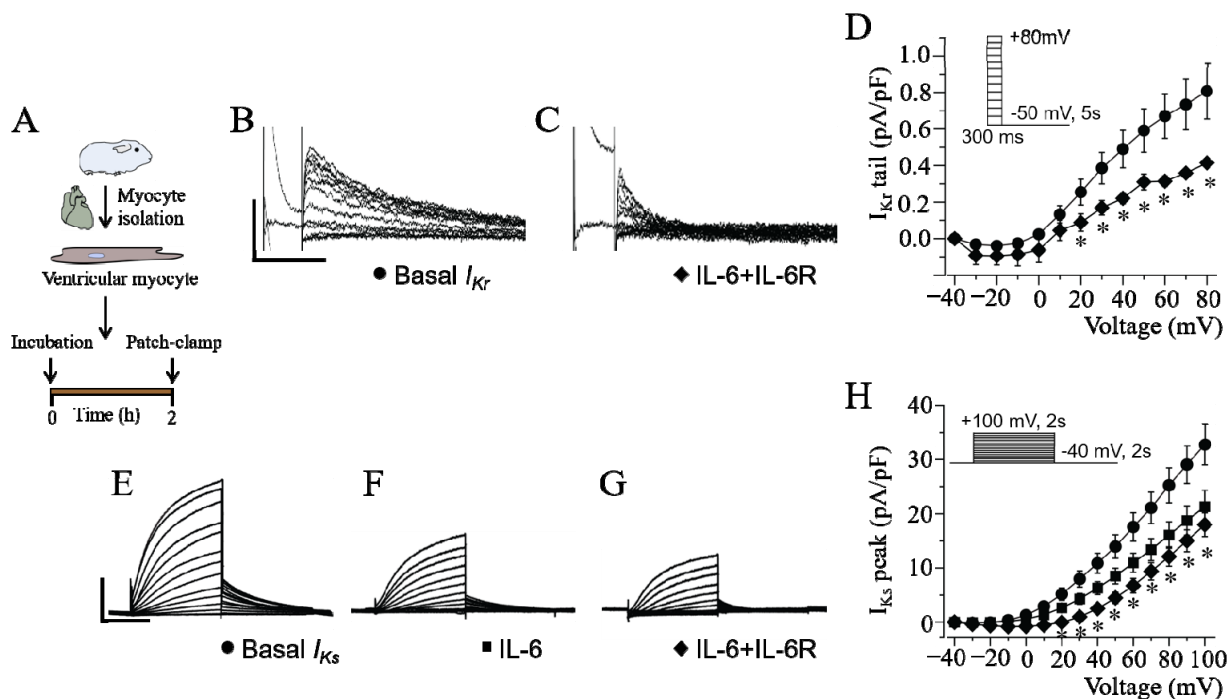 A
Myocyte
isolation
Ventricular myocyte
Incubation Patch-clamp
0 Time (h) 2
B
Basal IKr
C
IL-6+IL-6R
D
+80mV
-50 mV, 5s
300 ms
IKr tail (pA/pF)
1.0
0.8
0.6
0.4
0.2
0.0
* * * * * * *
−40 −20 0 20 40 60 80
Voltage (mV)
E
Basal IKs
F
IL-6
G
IL-6+IL-6R
H
+100 mV, 2s
-40 mV, 2s
IKs peak (pA/pF)
40
30
20
10
0
* * * * * * * * *
−40 −20 0 20 40 60 80 100
Voltage (mV)